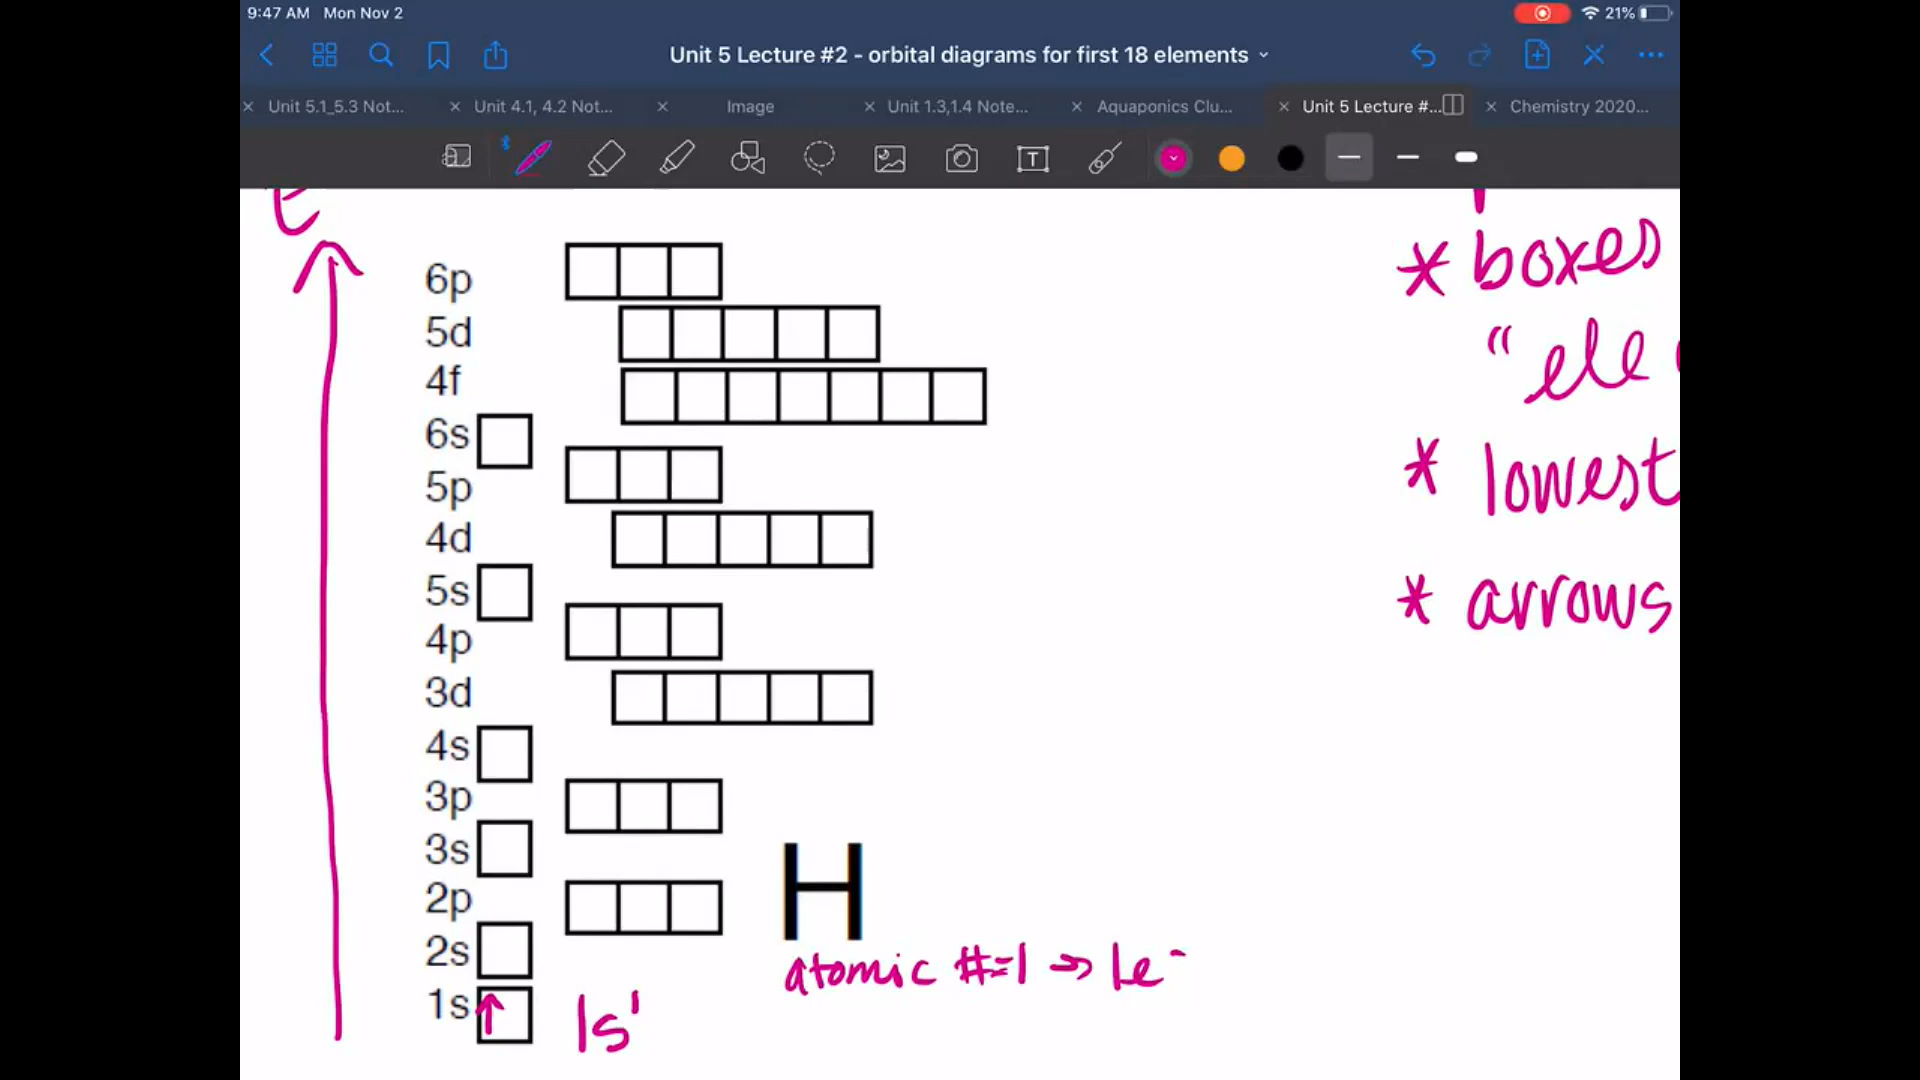 9:47 AM Mon Nov 2
21%
Unit 5 Lecture #2 - orbital diagrams for first 18 elements
Unit 5.1_5.3 Not...
Unit 4.1, 4.2 Not...
Image
Unit 1.3,1.4 Note...
Aquaponics Clu...
Unit 5 Lecture #...
Chemistry 2020...
T
E
6p
5d
4f
6s
5p
4d
5s
4p
3d
4s
3p
3s
2p
2s
1s ↑ 1s¹
H
atomic #=1 → 1e⁻
* boxes
"ele
* lowest
* arrows